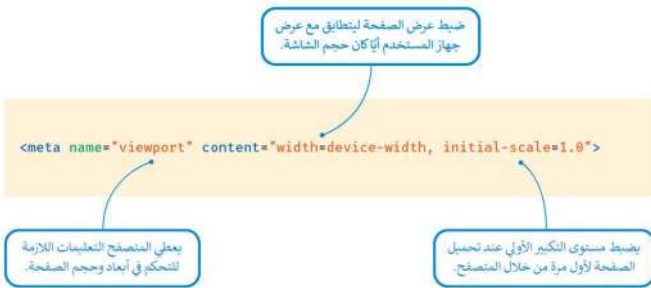 ضبط عرض الصفحة ليتطابق مع عرض
جهاز المستخدم أيًا كان حجم الشاشة.
<meta name="viewport" content="width=device-width, initial-scale=1.0">
يضبط مستوى التكبير الأولي عند تحميل
الصفحة لأول مرة من خلال المتصفح.
يعطي المتصفح التعليمات اللازمة
للتحكم في أبعاد وحجم الصفحة.